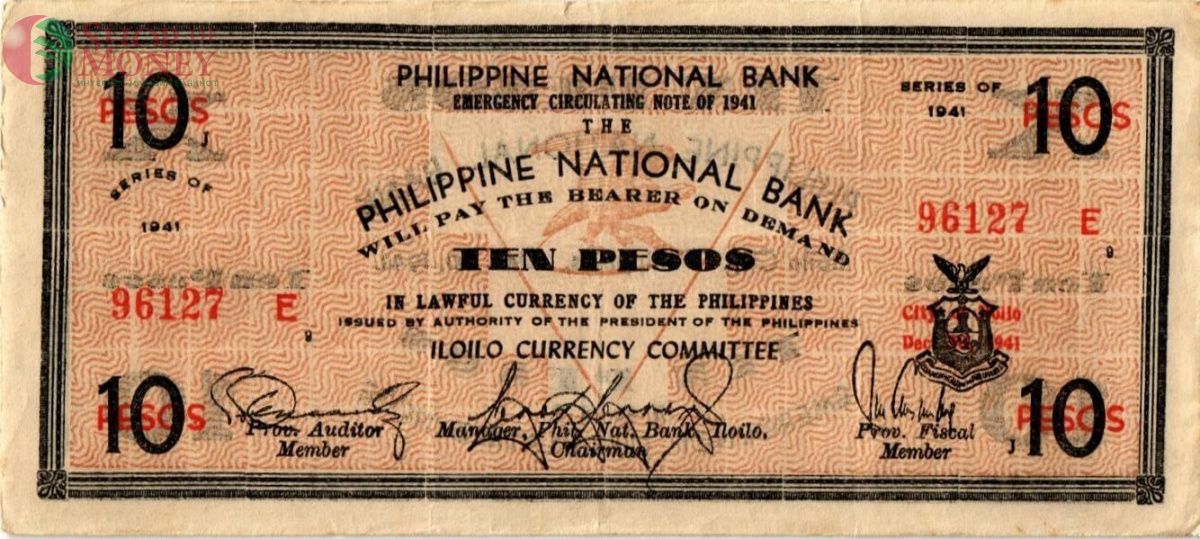 SHOP OF
MONEY
PHILIPPINE NATIONAL BANK
EMERGENCY CIRCULATING NOTE OF 1941
THE
PHILIPPINE NATIONAL BANK
WILL PAY THE BEARER ON DEMAND
TEN PESOS
IN LAWFUL CURRENCY OF THE PHILIPPINES
ISSUED BY AUTHORITY OF THE PRESIDENT OF THE PHILIPPINES
ILOILO CURRENCY COMMITTEE
10
PESOS
J
SERIES OF
1941
96127 E
9
10
PESOS
Prov. Auditor
Member
Manager, Phil. Nat. Bank, Iloilo.
Chairman
Prov. Fiscal
Member
SERIES OF
1941
10
PESOS
96127 E
9
City Iloilo
Dec. 1941
J
10
PESOS